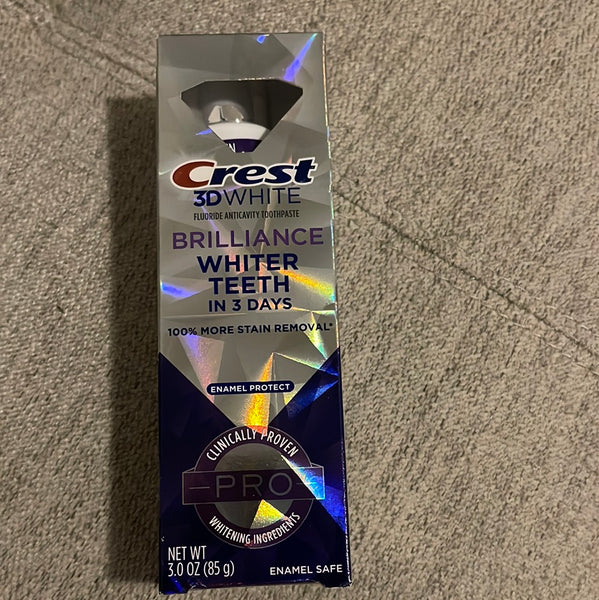 Crest
3DWHITE
FLUORIDE ANTICAVITY TOOTHPASTE
BRILLIANCE
WHITER
TEETH
IN 3 DAYS
100% MORE STAIN REMOVAL*
ENAMEL PROTECT
CLINICALLY PROVEN
PRO
WHITENING INGREDIENTS
NET WT
3.0 OZ (85 g)
ENAMEL SAFE